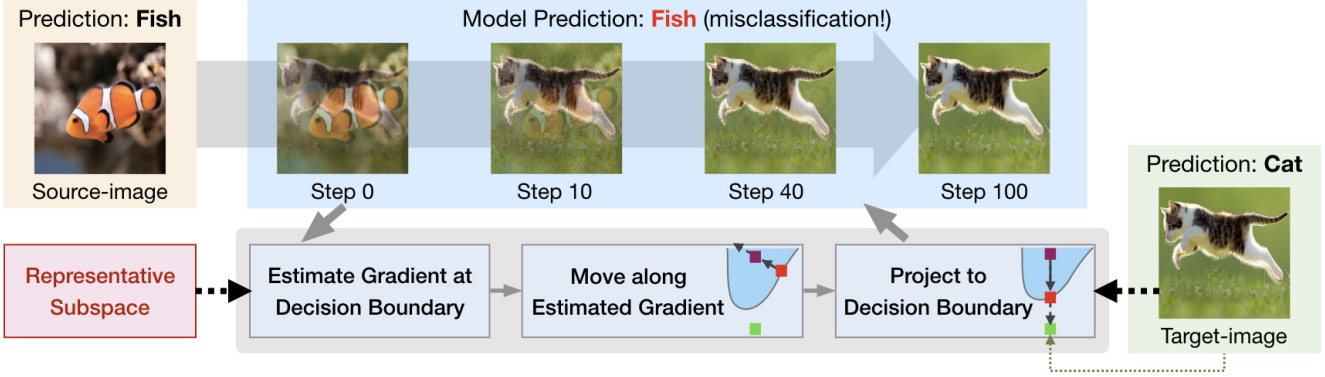 Prediction: Fish
Source-image
Model Prediction: Fish (misclassification!)
Step 0
Step 10
Step 40
Step 100
Prediction: Cat
Target-image
Representative
Subspace
Estimate Gradient at
Decision Boundary
Move along
Estimated Gradient
Project to
Decision Boundary